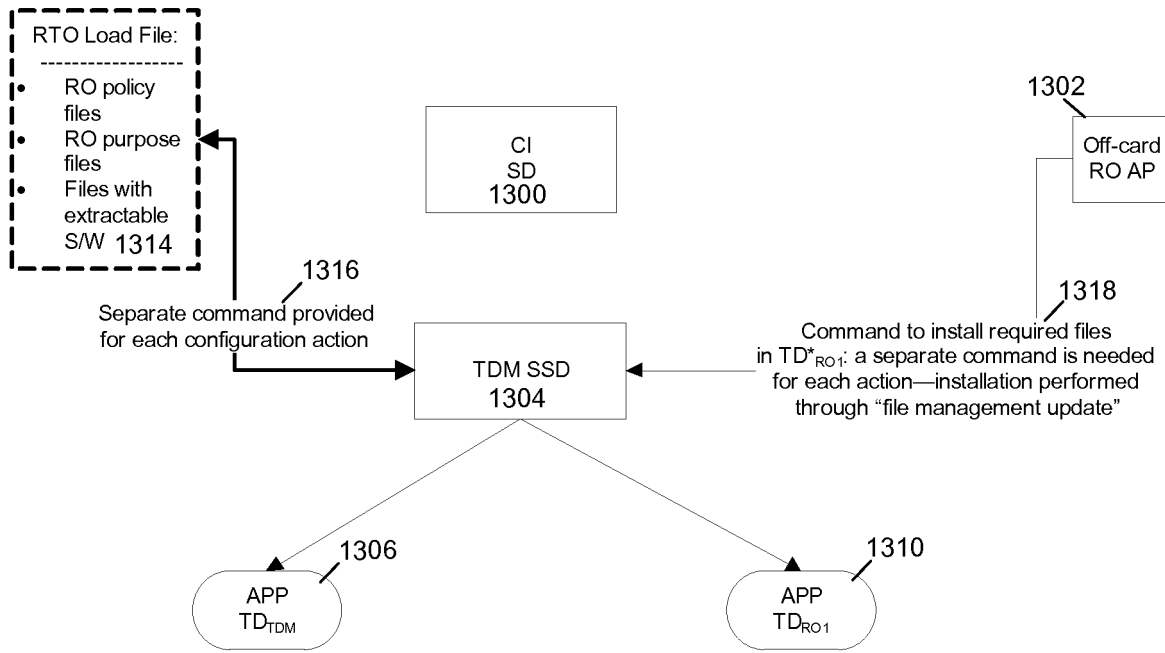 RTO Load File:
• RO policy
files
• RO purpose
files
• Files with
extractable
S/W 1314
CI
SD
1300
1302
Off-card
RO AP
1316
Separate command provided
for each configuration action
TDM SSD
1304
1318
Command to install required files
in TD*RO1: a separate command is needed
for each action—installation performed
through “file management update”
1306
APP
TDTDM
1310
APP
TDRO1